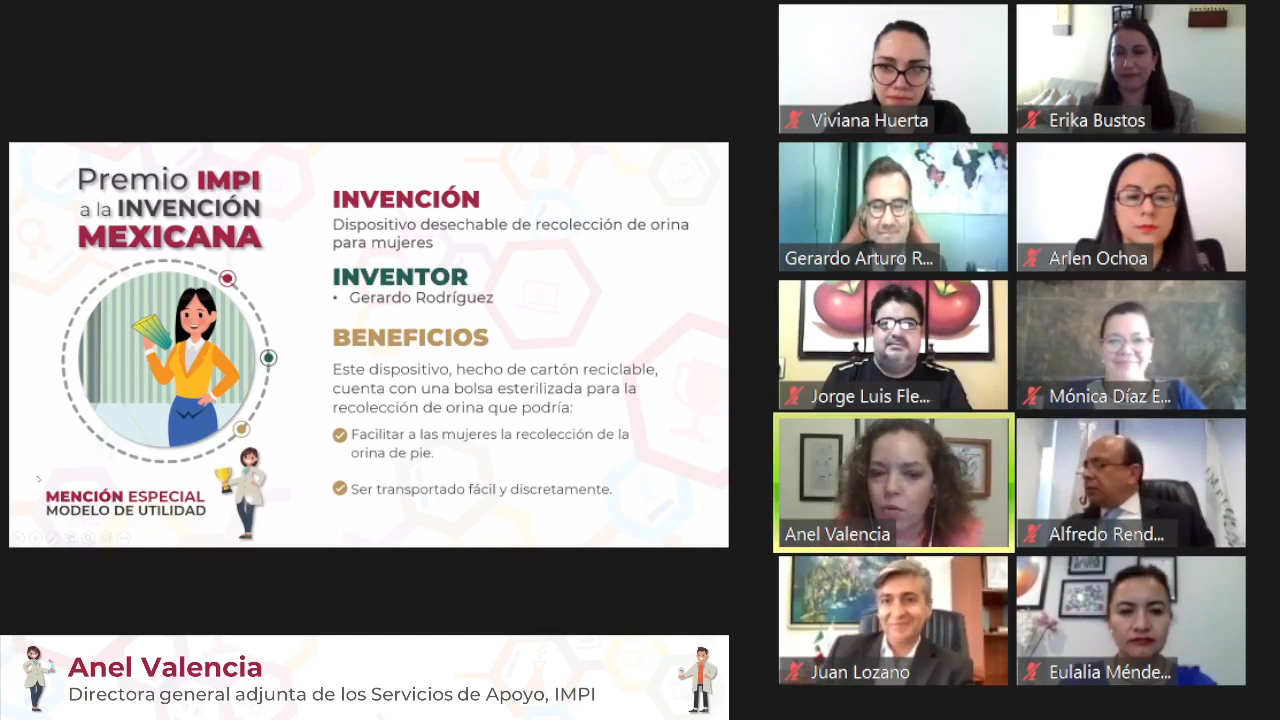 Premio IMPI
a la INVENCIÓN
MEXICANA
MENCIÓN ESPECIAL
MODELO DE UTILIDAD
INVENCIÓN
Dispositivo desechable de recolección de orina
para mujeres
INVENTOR
• Gerardo Rodríguez
BENEFICIOS
Este dispositivo, hecho de cartón reciclable,
cuenta con una bolsa esterilizada para la
recolección de orina que podría:
Facilitar a las mujeres la recolección de la
orina de pie.
Ser transportado fácil y discretamente.
Anel Valencia
Directora general adjunta de los Servicios de Apoyo, IMPI
Viviana Huerta
Erika Bustos
Gerardo Arturo R...
Arlen Ochoa
Jorge Luis Fle...
Mónica Díaz E...
Anel Valencia
Alfredo Rend...
Juan Lozano
Eulalia Ménde...